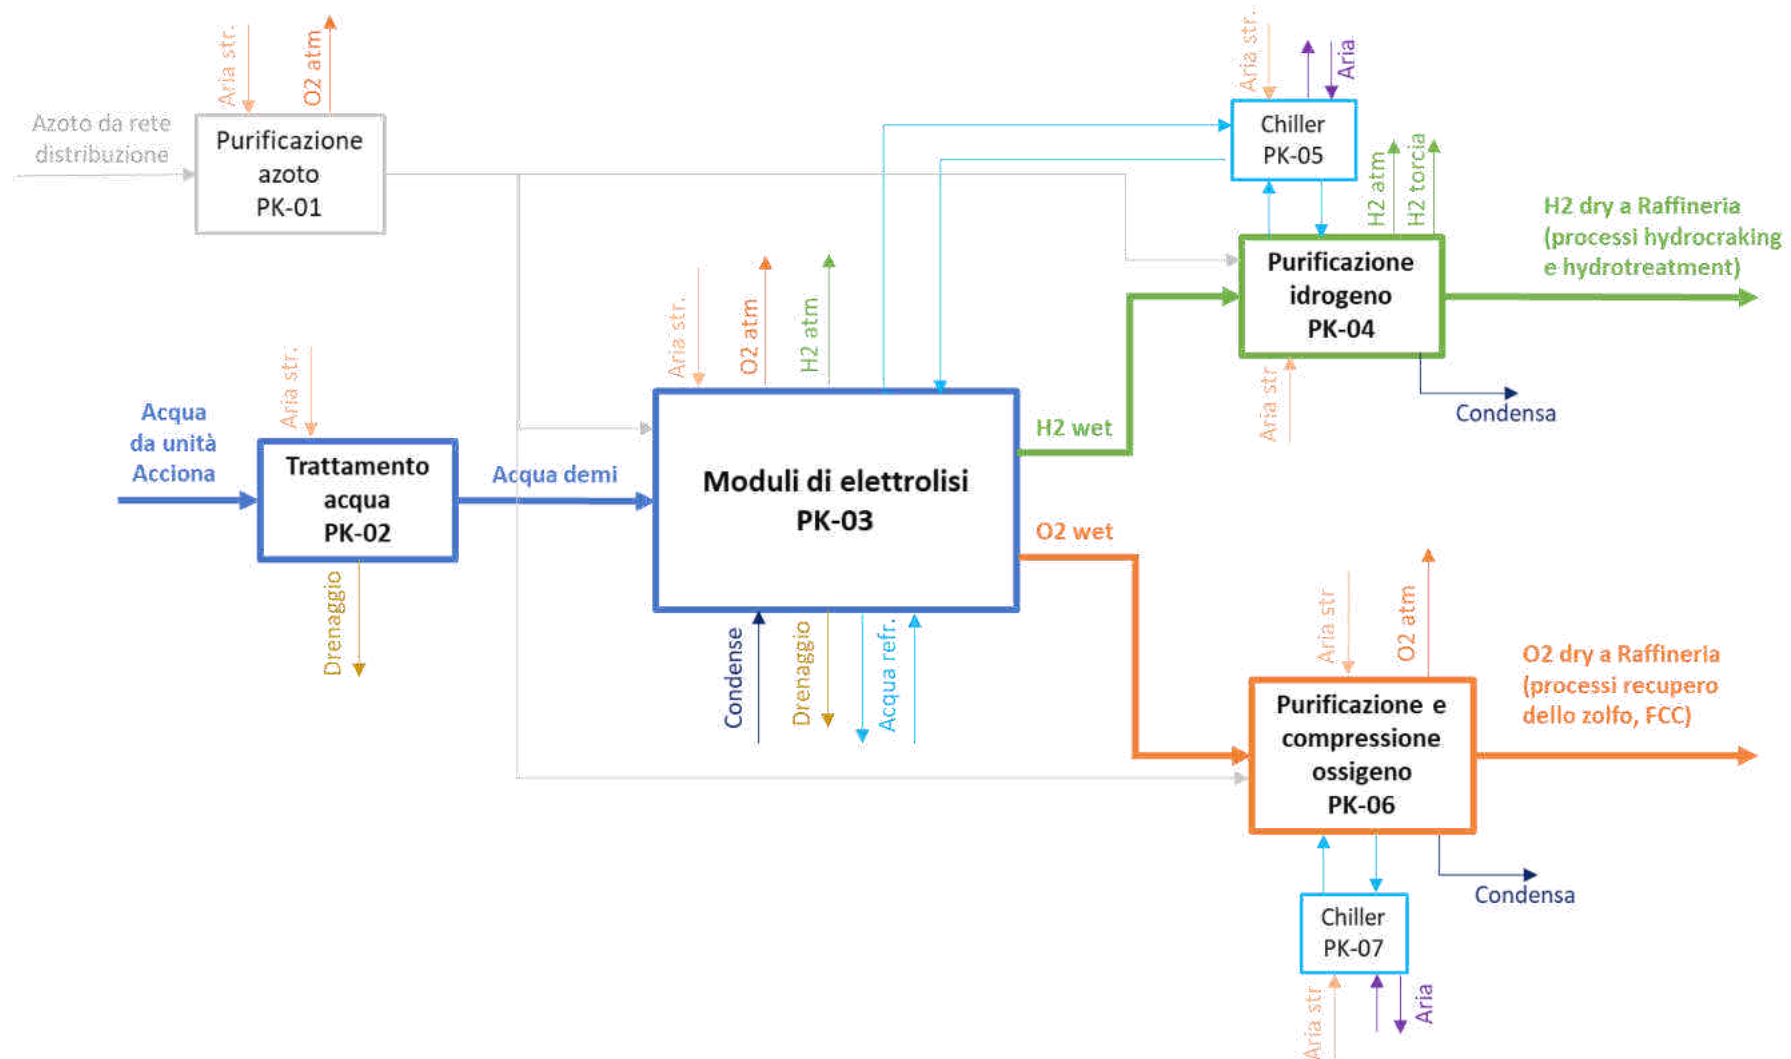 Azoto da rete
distribuzione
Aria str.
O2 atm
Purificazione
azoto
PK-01
Acqua
da unità
Acciona
Aria str.
Trattamento
acqua
PK-02
Drenaggio
Acqua demi
Aria str.
O2 atm
H2 atm
Moduli di elettrolisi
PK-03
Condense
Drenaggio
Acqua refr.
H2 wet
O2 wet
Aria str.
Aria
Chiller
PK-05
H2 atm
H2 torcia
Purificazione
idrogeno
PK-04
Aria str
Condensa
H2 dry a Raffineria
(processi hydrocraking
e hydrotreatment)
Aria str
O2 atm
Purificazione e
compressione
ossigeno
PK-06
O2 dry a Raffineria
(processi recupero
dello zolfo, FCC)
Condensa
Chiller
PK-07
Aria str
Aria